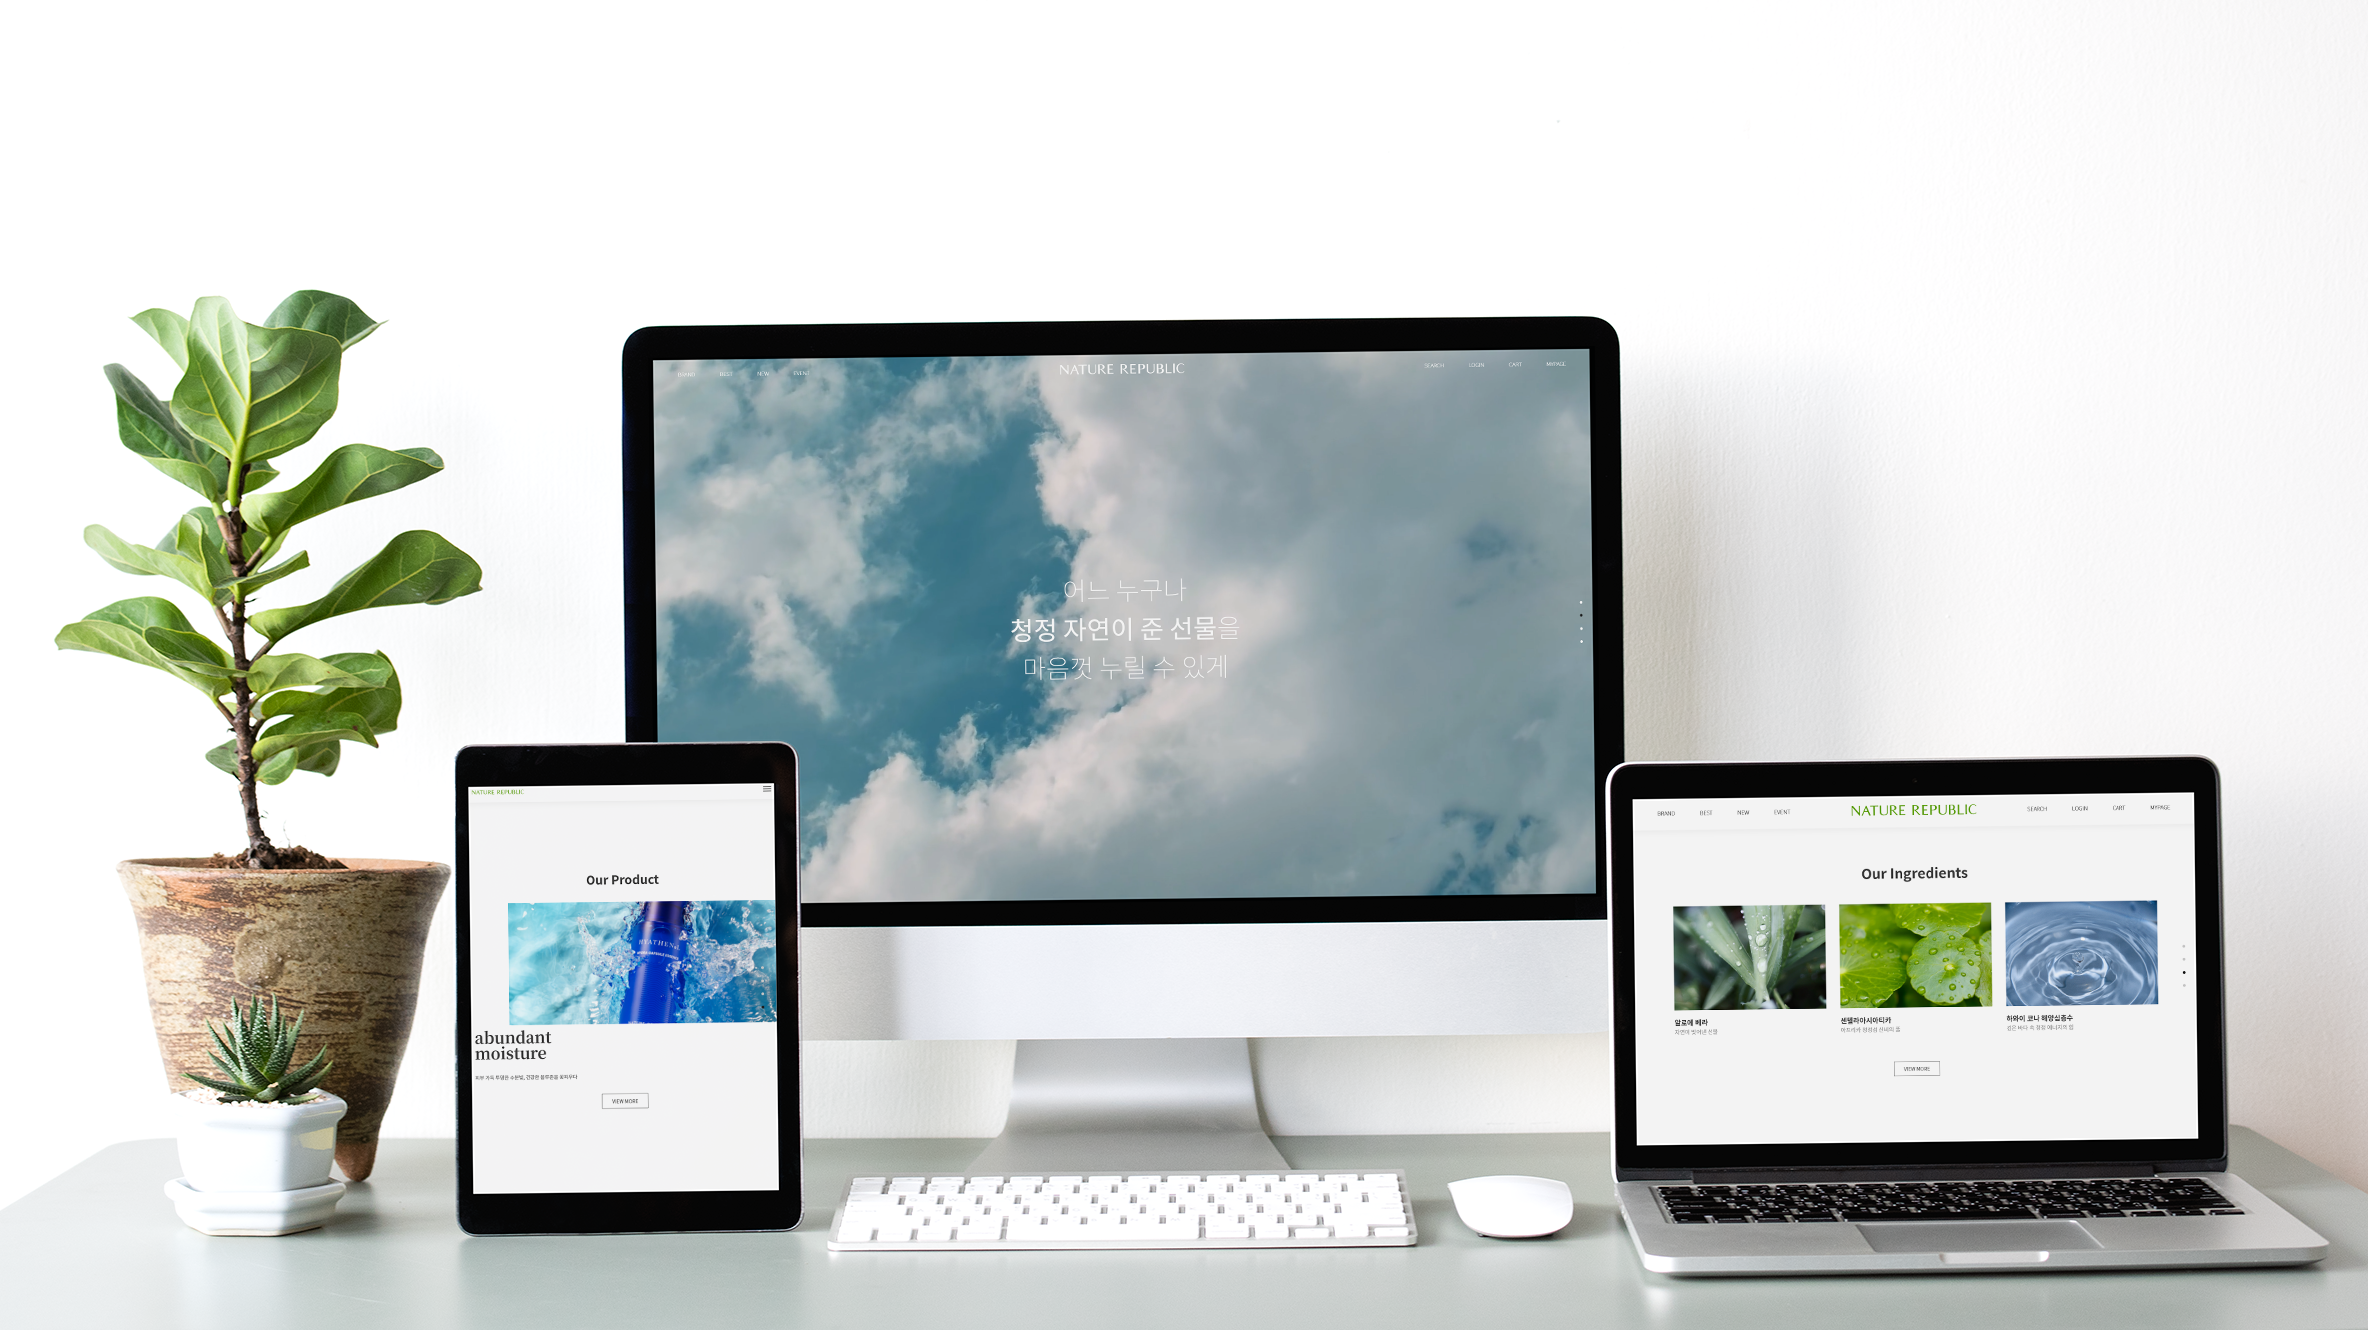 BRAND BEST NEW EVENT NATURE REPUBLIC SEARCH LOGIN CART MYPAGE
어느 누구나
청정 자연이 준 선물을
마음껏 누릴 수 있게
NATURE REPUBLIC
Our Product
HYATHENOL
abundant
moisture
VIEW MORE
BRAND BEST NEW EVENT NATURE REPUBLIC SEARCH LOGIN CART MYPAGE
Our Ingredients
알로에 베라
센텔라아시아티카
하와이 코나 해양심층수
VIEW MORE